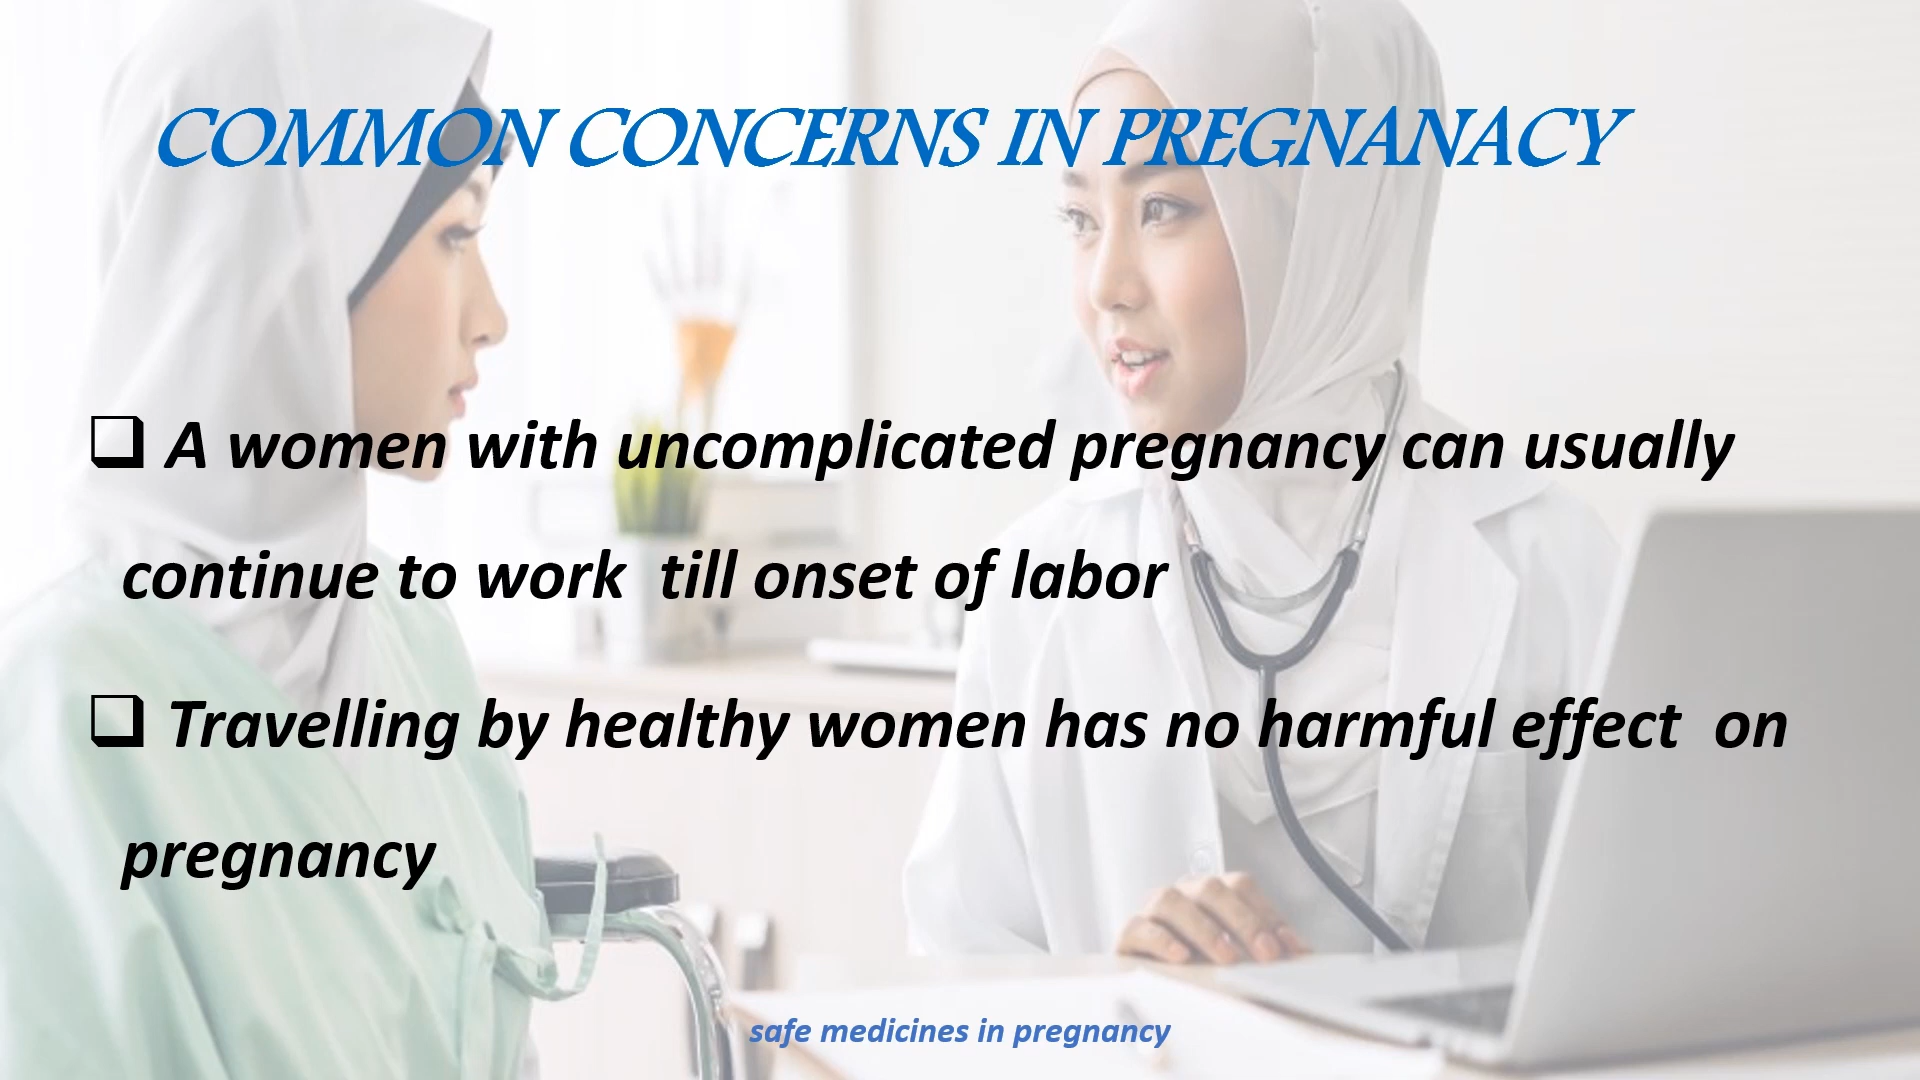 COMMON CONCERNS IN PREGNANACY
❑ A women with uncomplicated pregnancy can usually
continue to work till onset of labor
❑ Travelling by healthy women has no harmful effect on
pregnancy
safe medicines in pregnancy